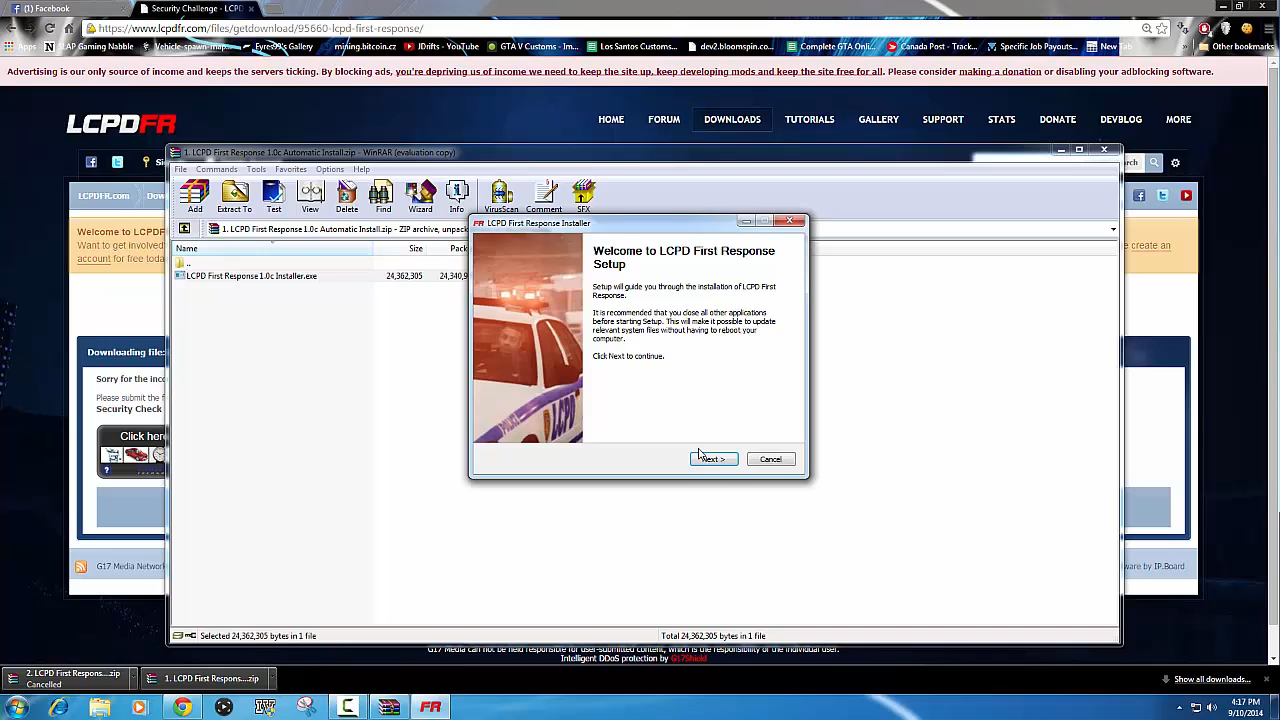 (1) Facebook
Security Challenge - LCPD
https://www.lcpdfr.com/files/getdownload/95660-lcpd-first-response/
Apps
SLAP Gaming Nabble
Vehicle-spawn-map...
Eyres99's Gallery
mining.bitcoin.cz
JDrifts - YouTube
GTA V Customs - Im...
Los Santos Customs...
dev2.bloomspin.co...
Complete GTA Onli...
Canada Post - Track...
Specific Job Payouts...
New Tab
Other bookmarks
Advertising is our only source of income and keeps the servers ticking. By blocking ads, you're depriving us of income we need to keep the site up, keep developing mods and keep the site free for all. Please consider making a donation or disabling your adblocking software.
LCPDFR
HOME
FORUM
DOWNLOADS
TUTORIALS
GALLERY
SUPPORT
STATS
DONATE
DEVBLOG
MORE
1. LCPD First Response 1.0c Automatic Install.zip - WinRAR (evaluation copy)
File
Commands
Tools
Favorites
Options
Help
Add
Extract To
Test
View
Delete
Find
Wizard
Info
VirusScan
Comment
SFX
LCPDFR.com
1. LCPD First Response 1.0c Automatic Install.zip - ZIP archive, unpack
Welcome to LCPDF
Want to get involved
account for free today
create an
Name
Size
Pack
..
LCPD First Response 1.0c Installer.exe
24,362,305
LCPD First Response Installer
Welcome to LCPD First Response
Setup
Setup will guide you through the installation of LCPD First
Response.
It is recommended that you close all other applications
before starting Setup. This will make it possible to update
relevant system files without having to reboot your
computer.
Click Next to continue.
LCPD
Next >
Cancel
Downloading file:
Sorry for the inc
Please submit the f
Security Check
Click here
G17 Media Network
ware by IP.Board
Selected 24,362,305 bytes in 1 file
Total 24,362,305 bytes in 1 file
G17 Media can not be held responsible for user-submitted content, which is the responsibility of the individual user.
Intelligent DDoS protection by G17Shield
2. LCPD First Respons....zip
Cancelled
1. LCPD First Respons....zip
Show all downloads...
IV
FR
4:17 PM
9/10/2014